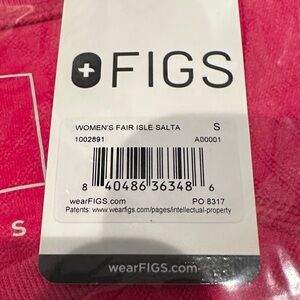 FIGS
WOMEN'S FAIR ISLE SALTA S
1002891 A00001
8 40486 36348 6
wearFIGS.com PO 8317
Patents: www.wearfigs.com/pages/intellectual-property
S
wearFIGS.com